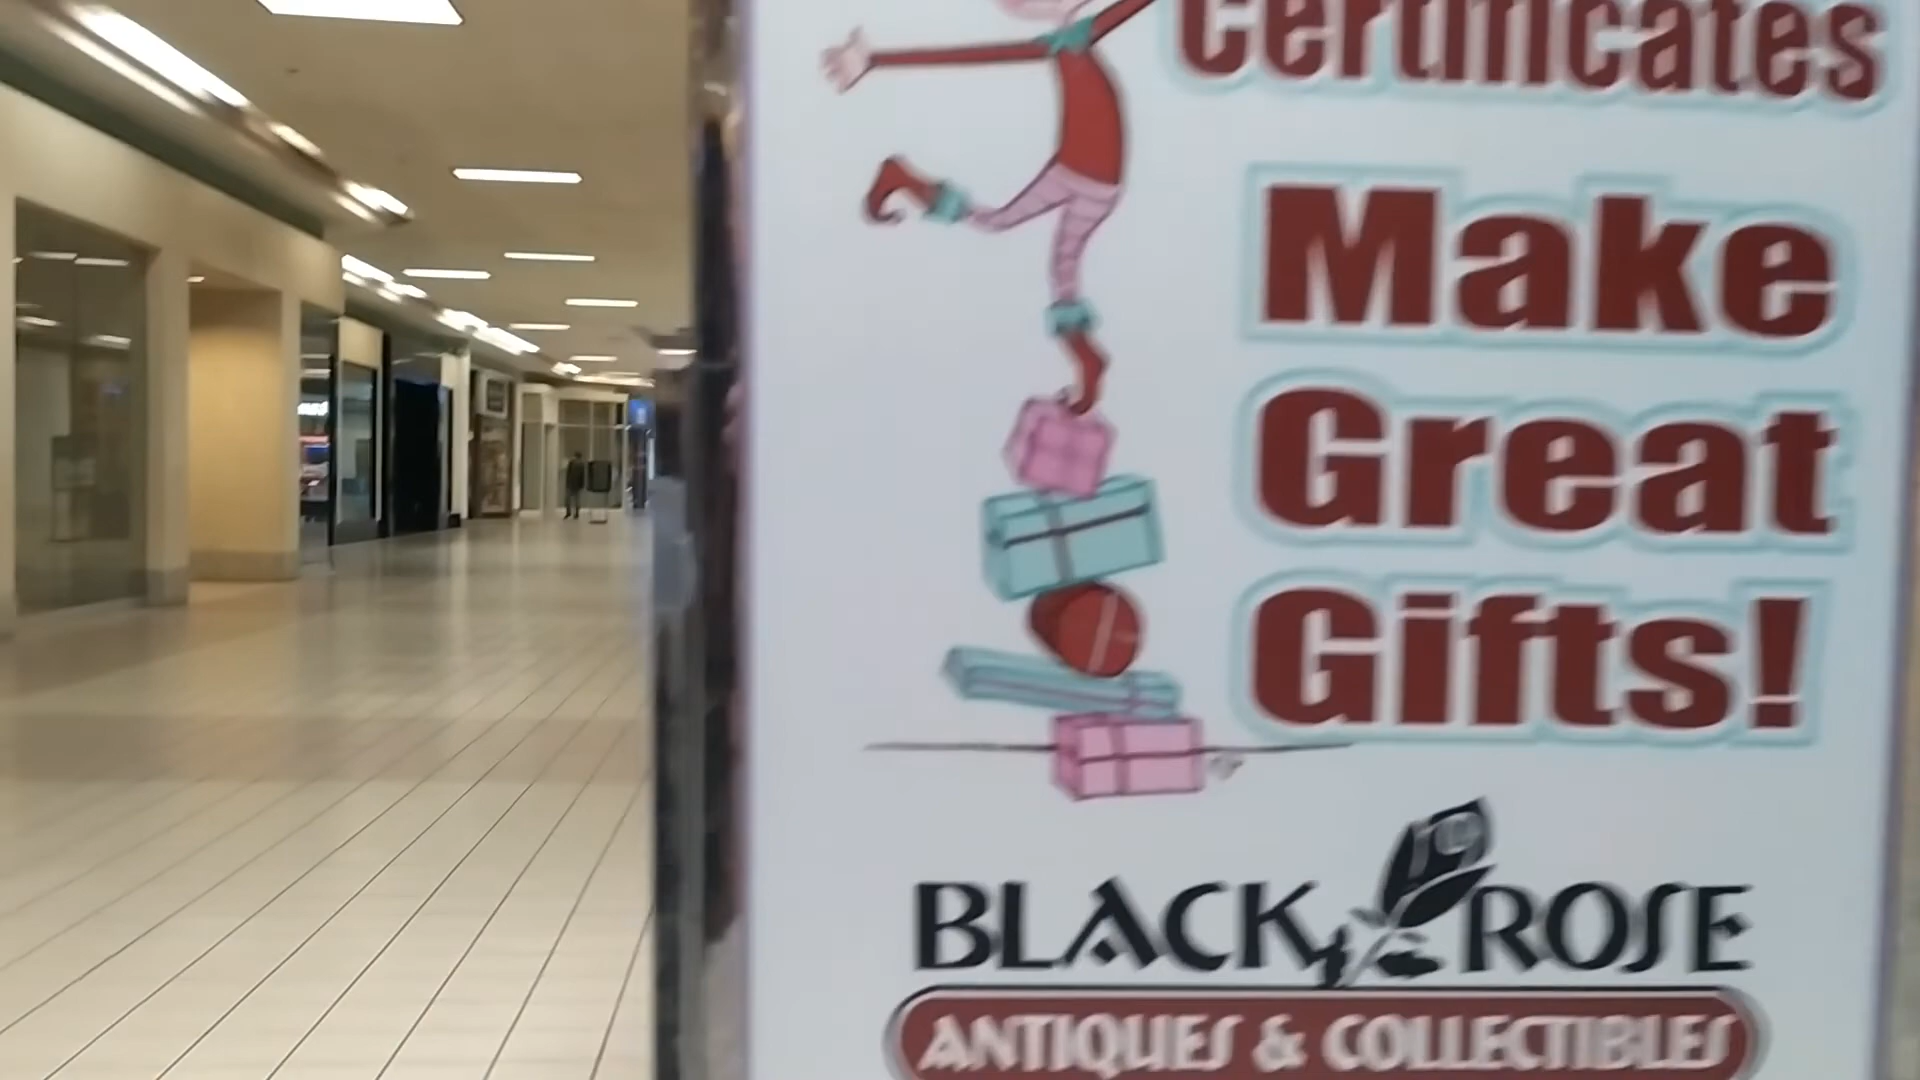 Certificates
Make
Great
Gifts!
BLACK ROSE
ANTIQUES & COLLECTIBLES